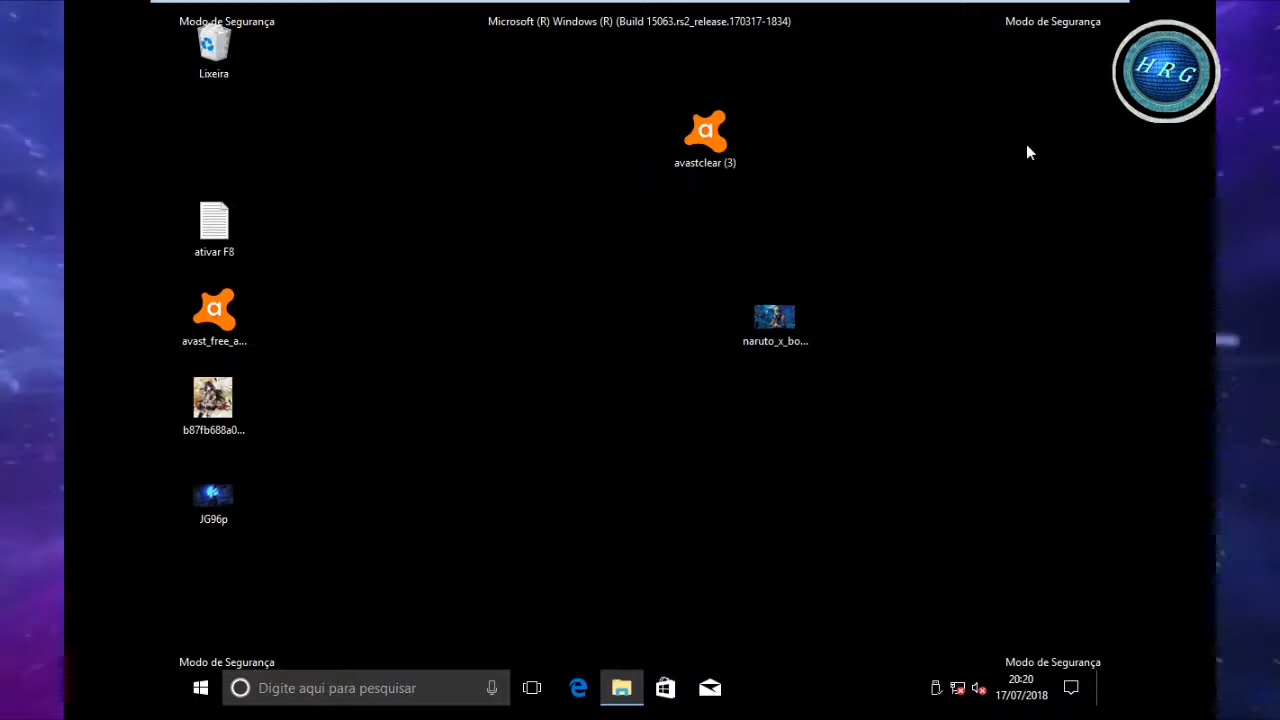 Modo de Segurança
Microsoft (R) Windows (R) (Build 15063.rs2_release.170317-1834)
Modo de Segurança
HRG
Lixeira
avastclear (3)
ativar F8
avast_free_a...
naruto_x_bo...
b87fb688a0...
JG96p
Modo de Segurança
Modo de Segurança
Digite aqui para pesquisar
20:20
17/07/2018